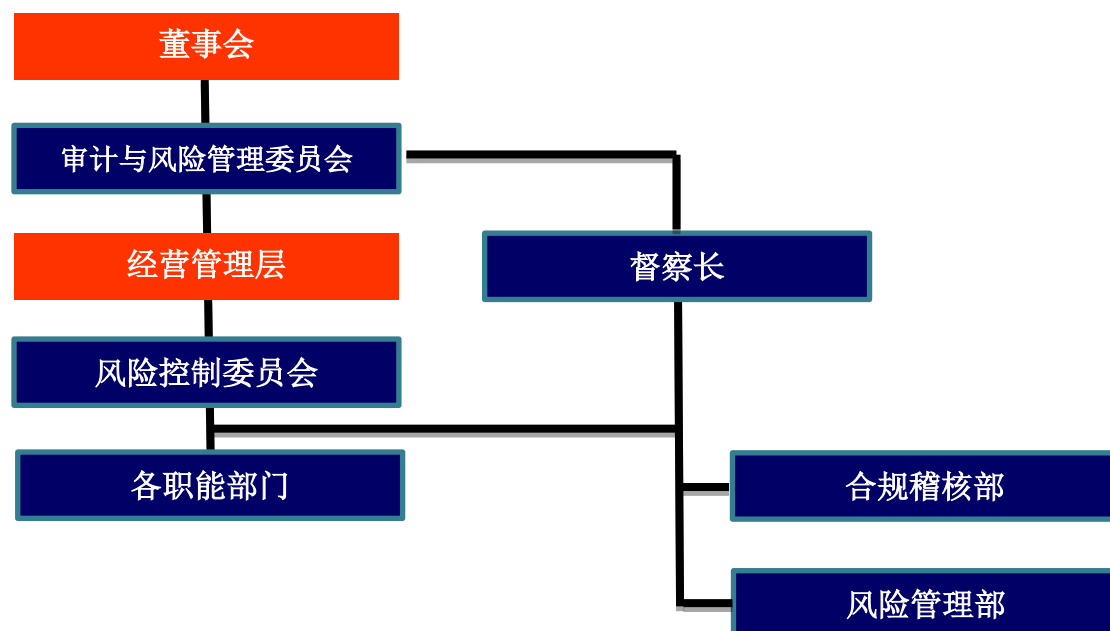 董事会
审计与风险管理委员会
经营管理层
督察长
风险控制委员会
各职能部门
合规稽核部
风险管理部